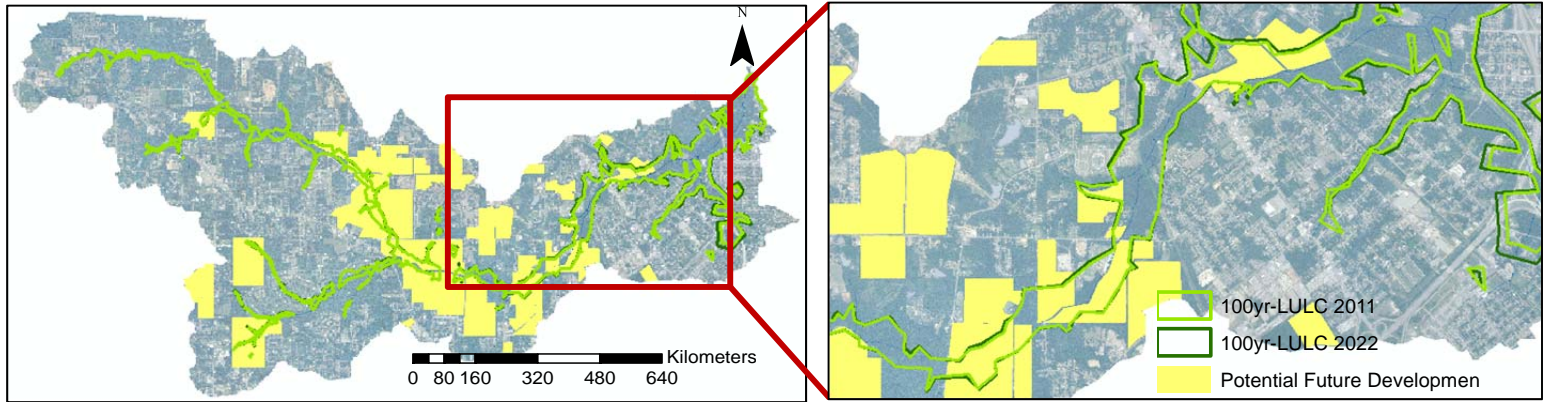 N
Kilometers
0 80 160 320 480 640
100yr-LULC 2011
100yr-LULC 2022
Potential Future Developmen